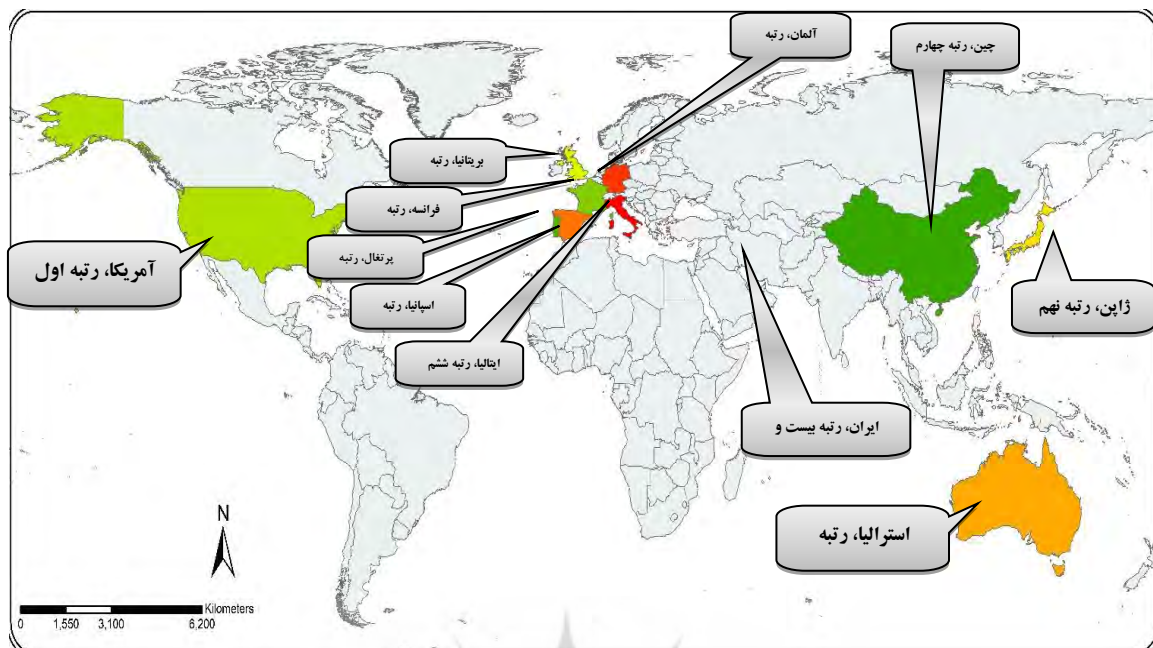 آلمان، رتبه
چین، رتبه چهارم
بریتانیا، رتبه
فرانسه، رتبه
پرتغال، رتبه
اسپانیا، رتبه
آمریکا، رتبه اول
ژاپن، رتبه نهم
ایتالیا، رتبه ششم
ایران، رتبه بیست و
استرالیا، رتبه
N
Kilometers
0 1,550 3,100 6,200